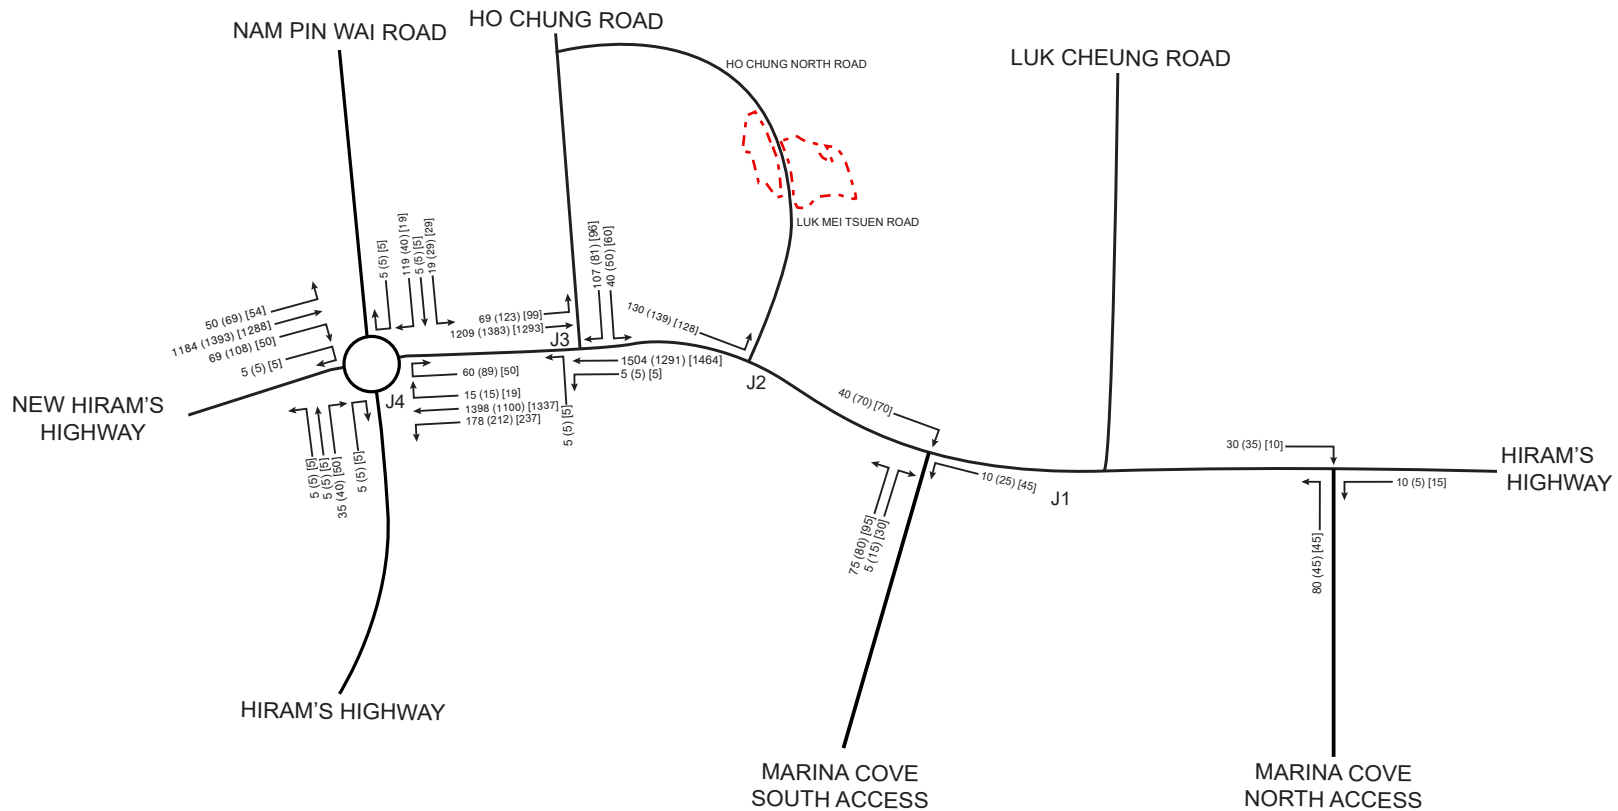 NAM PIN WAI ROAD
HO CHUNG ROAD
LUK CHEUNG ROAD
HO CHUNG NORTH ROAD
LUK MEI TSUEN ROAD
50 (69) [54]
1184 (1393) [1288]
69 (108) [50]
5 (5) [5]
5 (5) [5]
119 (40) [19]
5 (5) [5]
19 (29) [29]
69 (123) [99]
1209 (1383) [1293]
J3
107 (81) [96]
40 (50) [60]
130 (139) [128]
1504 (1291) [1464]
5 (5) [5]
5 (5) [5]
J2
60 (89) [50]
15 (15) [19]
1398 (1100) [1337]
178 (212) [237]
J4
NEW HIRAM'S
HIGHWAY
5 (5) [5]
5 (5) [5]
35 (40) [50]
5 (5) [5]
40 (70) [70]
10 (25) [45]
75 (80) [95]
5 (15) [30]
J1
30 (35) [10]
10 (5) [15]
80 (45) [45]
HIRAM'S
HIGHWAY
HIRAM'S HIGHWAY
MARINA COVE
SOUTH ACCESS
MARINA COVE
NORTH ACCESS